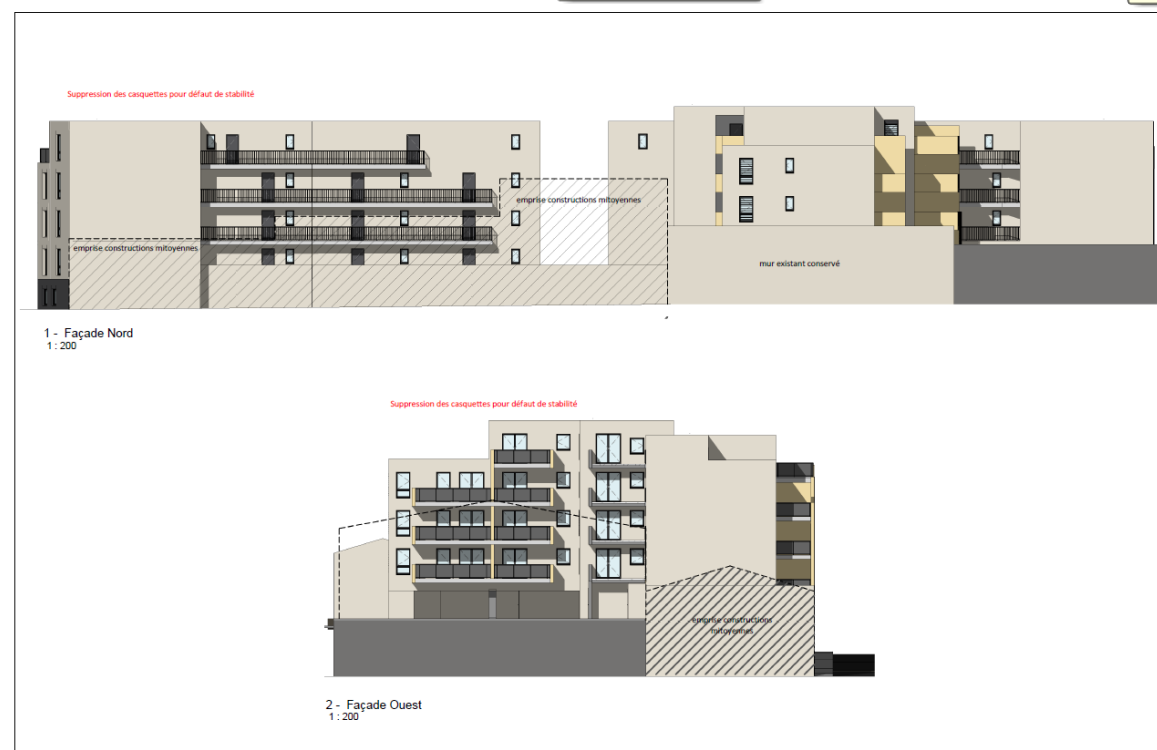 Suppression des casquettes pour défaut de stabilité
emprise constructions mitoyennes
emprise constructions mitoyennes
mur existant conservé
1 - Façade Nord
1 : 200
Suppression des casquettes pour défaut de stabilité
emprise constructions
mitoyennes
2 - Façade Ouest
1 : 200